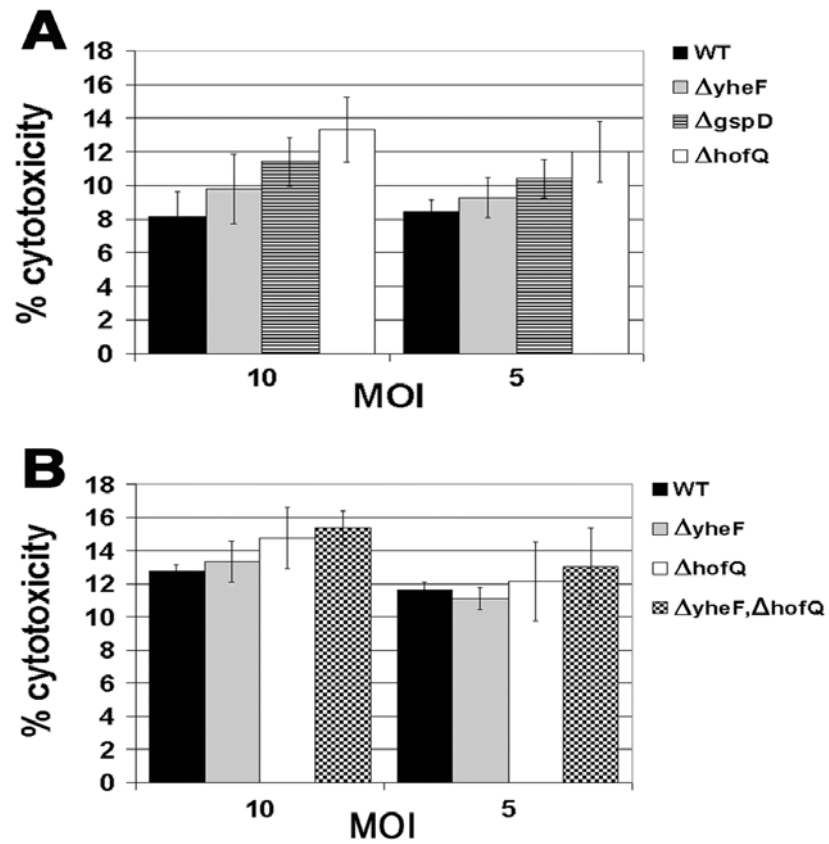 A
% cytotoxicity
18
16
14
12
10
8
6
4
2
0
10
5
MOI
WT
ΔyheF
ΔgspD
ΔhofQ
B
% cytotoxicity
18
16
14
12
10
8
6
4
2
0
10
5
MOI
WT
ΔyheF
ΔhofQ
ΔyheF,ΔhofQ